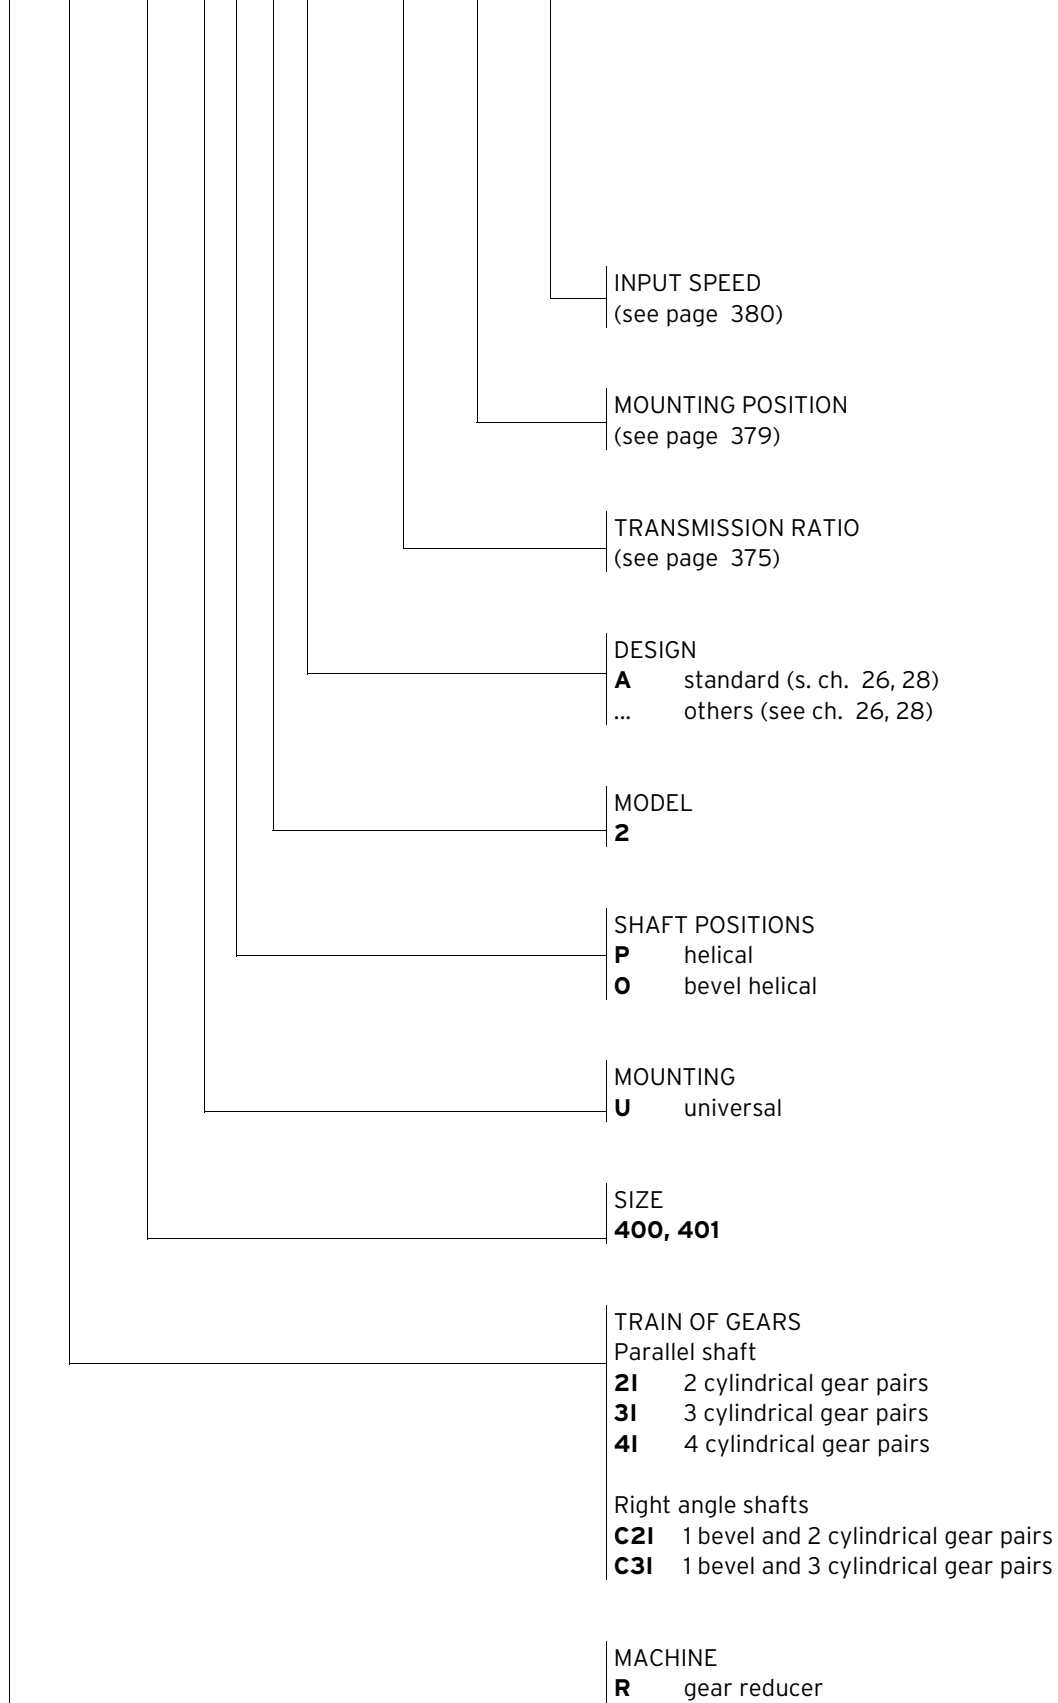 INPUT SPEED
(see page 380)
MOUNTING POSITION
(see page 379)
TRANSMISSION RATIO
(see page 375)
DESIGN
A standard (s. ch. 26, 28)
... others (see ch. 26, 28)
MODEL
2
SHAFT POSITIONS
P helical
O bevel helical
MOUNTING
U universal
SIZE
400, 401
TRAIN OF GEARS
Parallel shaft
2I 2 cylindrical gear pairs
3I 3 cylindrical gear pairs
4I 4 cylindrical gear pairs
Right angle shafts
C2I 1 bevel and 2 cylindrical gear pairs
C3I 1 bevel and 3 cylindrical gear pairs
MACHINE
R gear reducer